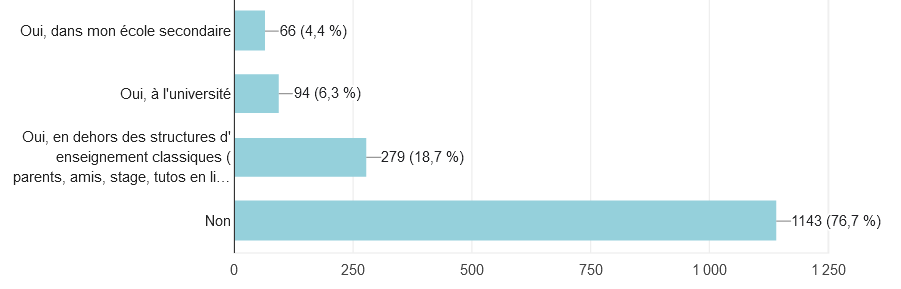 Oui, dans mon école secondaire
66 (4,4 %)
Oui, à l'université
94 (6,3 %)
Oui, en dehors des structures d'
enseignement classiques (
parents, amis, stage, tutos en li…
279 (18,7 %)
Non
1143 (76,7 %)
0 250 500 750 1 000 1 250